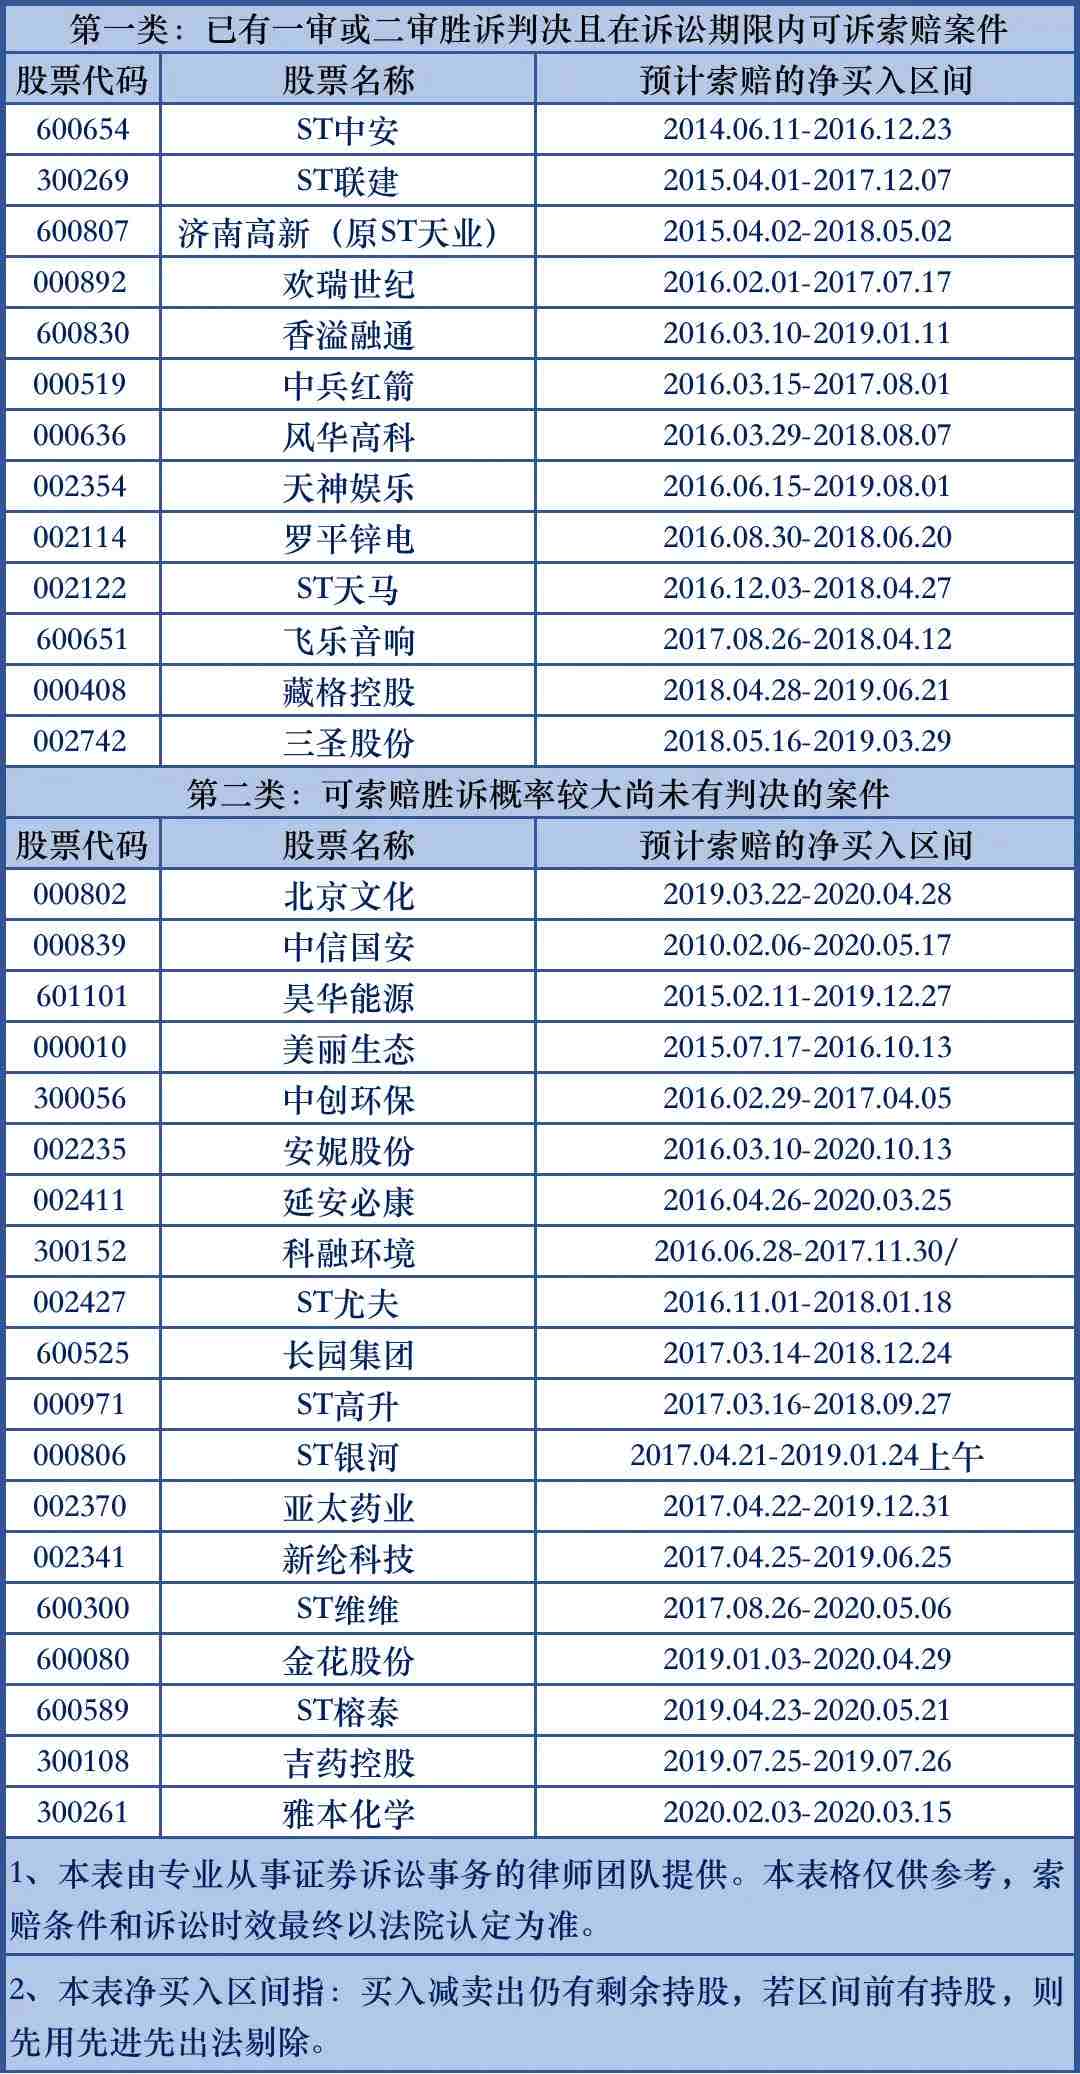 第一类：已有一审或二审胜诉判决且在诉讼期限内可诉索赔案件
股票代码 股票名称 预计索赔的净买入区间
600654 ST中安 2014.06.11-2016.12.23
300269 ST联建 2015.04.01-2017.12.07
600807 济南高新（原ST天业） 2015.04.02-2018.05.02
000892 欢瑞世纪 2016.02.01-2017.07.17
600830 香溢融通 2016.03.10-2019.01.11
000519 中兵红箭 2016.03.15-2017.08.01
000636 风华高科 2016.03.29-2018.08.07
002354 天神娱乐 2016.06.15-2019.08.01
002114 罗平锌电 2016.08.30-2018.06.20
002122 ST天马 2016.12.03-2018.04.27
600651 飞乐音响 2017.08.26-2018.04.12
000408 藏格控股 2018.04.28-2019.06.21
002742 三圣股份 2018.05.16-2019.03.29
第二类：可索赔胜诉概率较大尚未有判决的案件
股票代码 股票名称 预计索赔的净买入区间
000802 北京文化 2019.03.22-2020.04.28
000839 中信国安 2010.02.06-2020.05.17
601101 昊华能源 2015.02.11-2019.12.27
000010 美丽生态 2015.07.17-2016.10.13
300056 中创环保 2016.02.29-2017.04.05
002235 安妮股份 2016.03.10-2020.10.13
002411 延安必康 2016.04.26-2020.03.25
300152 科融环境 2016.06.28-2017.11.30/
002427 ST尤夫 2016.11.01-2018.01.18
600525 长园集团 2017.03.14-2018.12.24
000971 ST高升 2017.03.16-2018.09.27
000806 ST银河 2017.04.21-2019.01.24上午
002370 亚太药业 2017.04.22-2019.12.31
002341 新纶科技 2017.04.25-2019.06.25
600300 ST维维 2017.08.26-2020.05.06
600080 金花股份 2019.01.03-2020.04.29
600589 ST榕泰 2019.04.23-2020.05.21
300108 吉药控股 2019.07.25-2019.07.26
300261 雅本化学 2020.02.03-2020.03.15
1、本表由专业从事证券诉讼事务的律师团队提供。本表格仅供参考，索
赔条件和诉讼时效最终以法院认定为准。
2、本表净买入区间指：买入减卖出仍有剩余持股，若区间前有持股，则
先用先进先出法剔除。